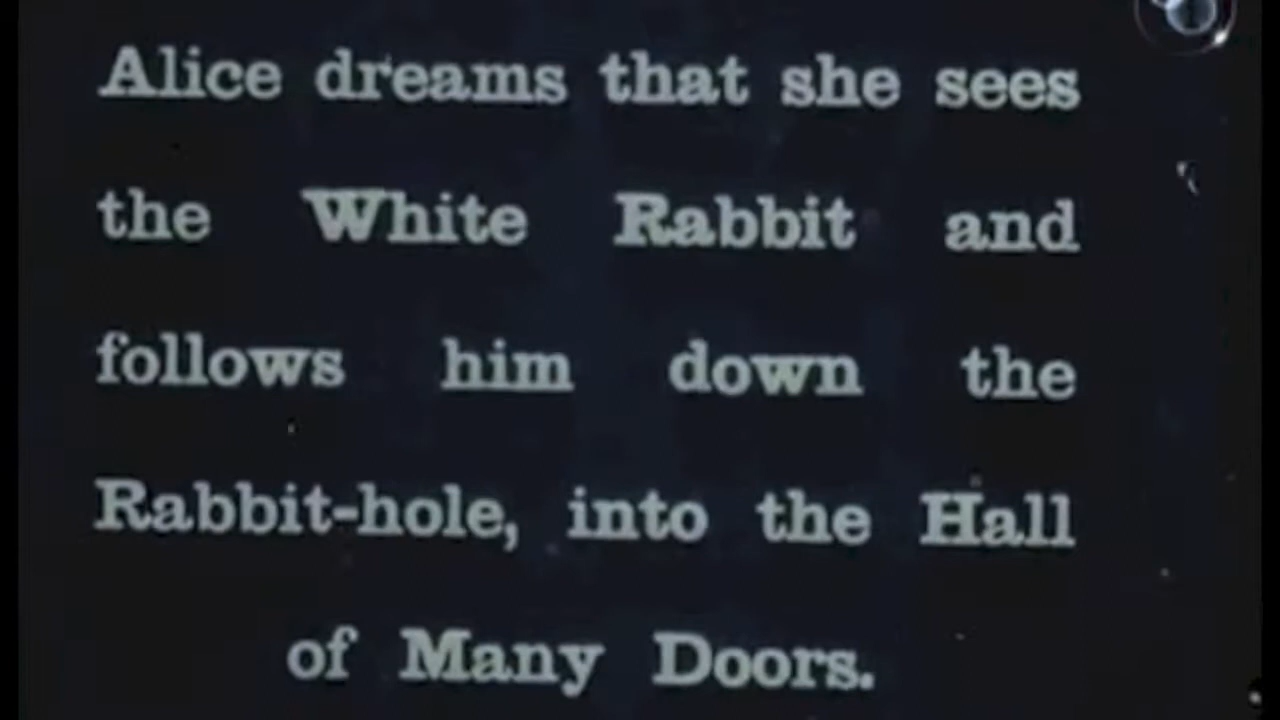 Alice dreams that she sees
the White Rabbit and
follows him down the
Rabbit-hole, into the Hall
of Many Doors.